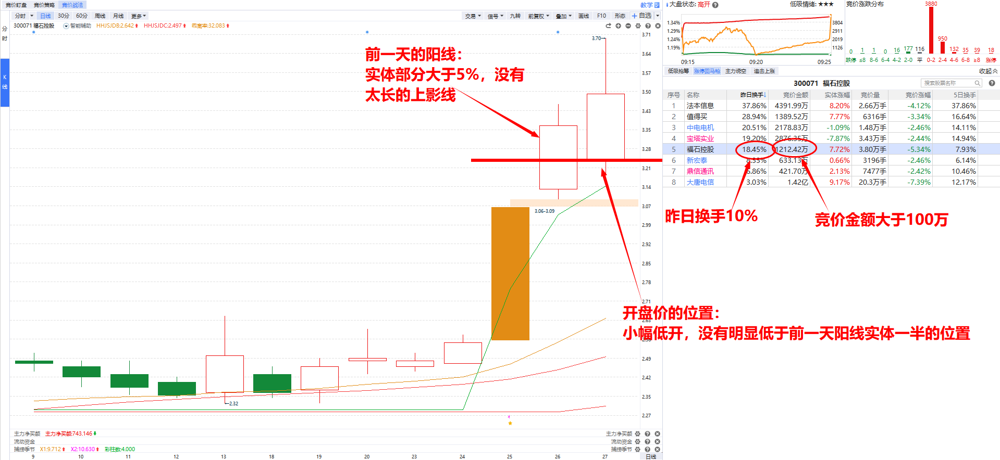 竞价盯盘 竞价策略 竞价战法 教学
分时 日线 30分 60分 周线 月线 更多 交易 信号 九转 前复权 叠加 画线 F10 形态 自选
300071 福石控股 智能辅助 HHJSJDB:2.642 HHJSJDC:2.497 乖离率:32.083
分时
K线
前一天的阳线：
实体部分大于5%，没有
太长的上影线
3.70→
3.71
3.64
3.57
3.50
3.43
3.35
3.28
3.21
3.14
3.07
2.99
2.92
2.85
2.78
2.71
2.63
2.49
2.42
2.35
2.27
3.06-3.09
←2.32
开盘价的位置：
小幅低开，没有明显低于前一天阳线实体一半的位置
主力净买额 主力净买额:743.146 主力净买额
流动资金 流动资金
捕捞季节 X1:9.712 X2:10.630 彩柱数:4.000 捕捞季节
9 10 11 12 13 18 19 20 23 24 25 26 27 日线
大盘状态: 高开 低吸情绪: ★★★
1.34%
1.29%
1.24%
1.19%
3804
2911
2019
1126
09:15 09:20 09:25
竞价涨跌分布
0 1 1 0 16 177 116 3880 950 132 35 39 18
跌停 ≤8 8-6 6-4 4-2 2-0 平 0-2 2-4 4-6 6-8 ≥8 涨停
低吸抢筹 涨停回马枪 主力诱空 追击上涨 收起
300071 福石控股 搜索股票名称
序号 名称 昨日换手↓ 竞价金额 实体涨幅 竞价量 竞价涨幅 5日换手
1 法本信息 37.86% 4391.99万 8.20% 2.66万手 -4.12% 37.86%
2 值得买 28.94% 1389.52万 7.77% 6316手 -3.34% 16.64%
3 中电电机 20.51% 2178.83万 -1.09% 1.48万手 -2.46% 14.11%
4 宝塔实业 19.20% 2876.35万 -7.87% 3.43万手 -2.44% 14.94%
5 福石控股 18.45% 1212.42万 7.72% 3.80万手 -5.34% 7.93%
6 新宏泰 8.33% 633.13万 0.66% 3196手 -2.46% 6.14%
7 鼎信通讯 6.86% 421.70万 2.13% 7477手 -2.42% 10.46%
8 大唐电信 3.03% 1.42亿 9.17% 20.3万手 -7.39% 12.17%
昨日换手10%
竞价金额大于100万